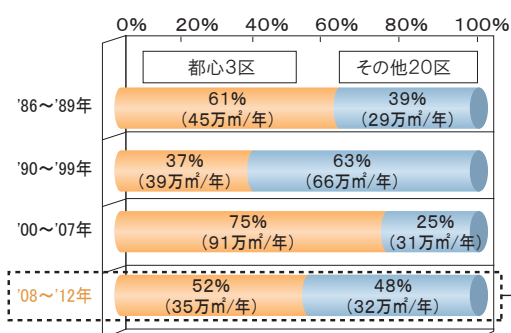 0% 20% 40% 60% 80% 100%
都心3区 その他20区
'86～'89年 61% 39%
(45万㎡/年) (29万㎡/年)
'90～'99年 37% 63%
(39万㎡/年) (66万㎡/年)
'00～'07年 75% 25%
(91万㎡/年) (31万㎡/年)
'08～'12年 52% 48%
(35万㎡/年) (32万㎡/年)